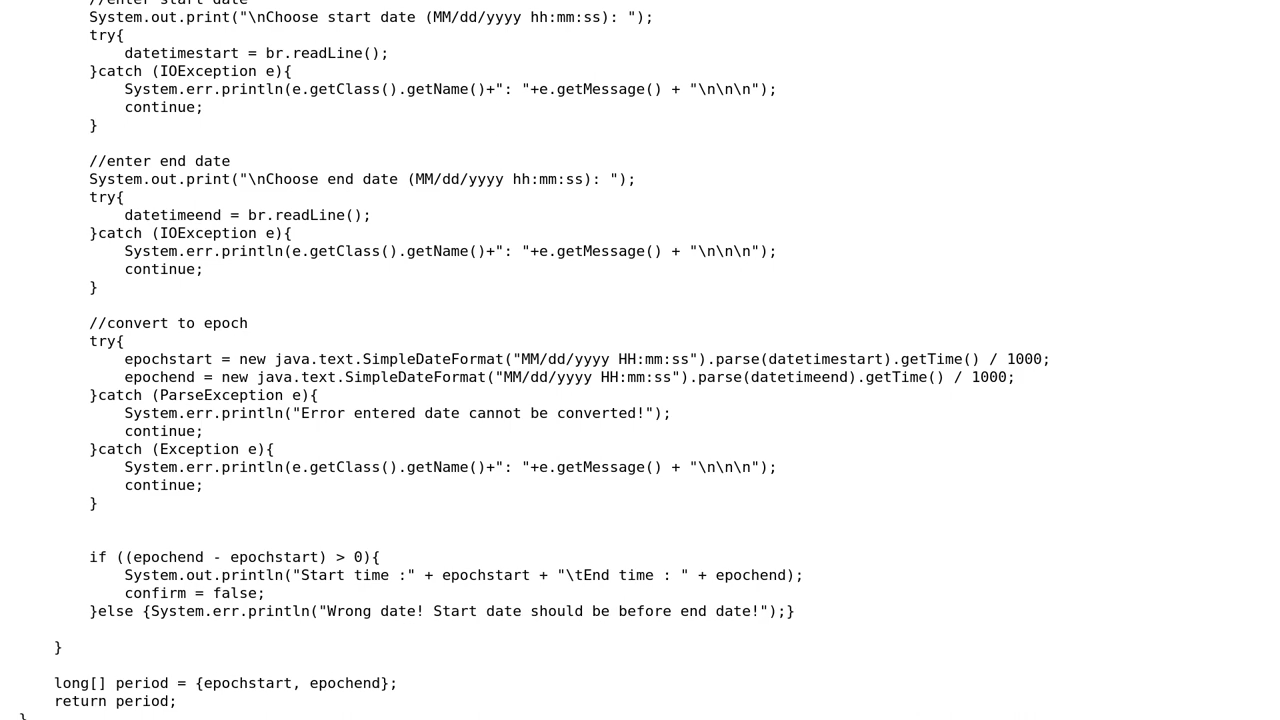 //enter start date
        System.out.print("\nChoose start date (MM/dd/yyyy hh:mm:ss): ");
        try{
            datetimestart = br.readLine();
        }catch (IOException e){
            System.err.println(e.getClass().getName()+": "+e.getMessage() + "\n\n\n");
            continue;
        }

        //enter end date
        System.out.print("\nChoose end date (MM/dd/yyyy hh:mm:ss): ");
        try{
            datetimeend = br.readLine();
        }catch (IOException e){
            System.err.println(e.getClass().getName()+": "+e.getMessage() + "\n\n\n");
            continue;
        }

        //convert to epoch
        try{
            epochstart = new java.text.SimpleDateFormat("MM/dd/yyyy HH:mm:ss").parse(datetimestart).getTime() / 1000;
            epochend = new java.text.SimpleDateFormat("MM/dd/yyyy HH:mm:ss").parse(datetimeend).getTime() / 1000;
        }catch (ParseException e){
            System.err.println("Error entered date cannot be converted!");
            continue;
        }catch (Exception e){
            System.err.println(e.getClass().getName()+": "+e.getMessage() + "\n\n\n");
            continue;
        }


        if ((epochend - epochstart) > 0){
            System.out.println("Start time :" + epochstart + "\tEnd time : " + epochend);
            confirm = false;
        }else {System.err.println("Wrong date! Start date should be before end date!");}

    }

    long[] period = {epochstart, epochend};
    return period;
}